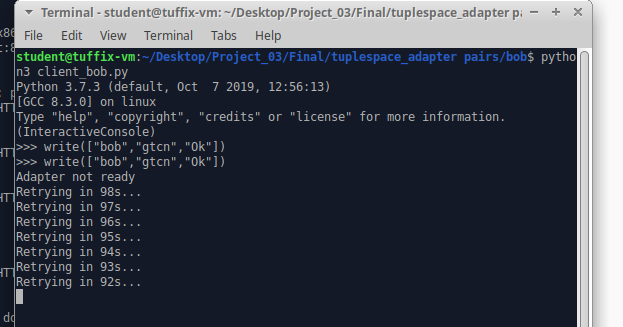 Terminal - student@tuffix-vm: ~/Desktop/Project_03/Final/tuplespace_adapter pa
File Edit View Terminal Tabs Help
student@tuffix-vm:~/Desktop/Project_03/Final/tuplespace_adapter pairs/bob$ pytho
n3 client_bob.py
Python 3.7.3 (default, Oct  7 2019, 12:56:13)
[GCC 8.3.0] on linux
Type "help", "copyright", "credits" or "license" for more information.
(InteractiveConsole)
>>> write(["bob","gtcn","Ok"])
>>> write(["bob","gtcn","Ok"])
Adapter not ready
Retrying in 98s...
Retrying in 97s...
Retrying in 96s...
Retrying in 95s...
Retrying in 94s...
Retrying in 93s...
Retrying in 92s...